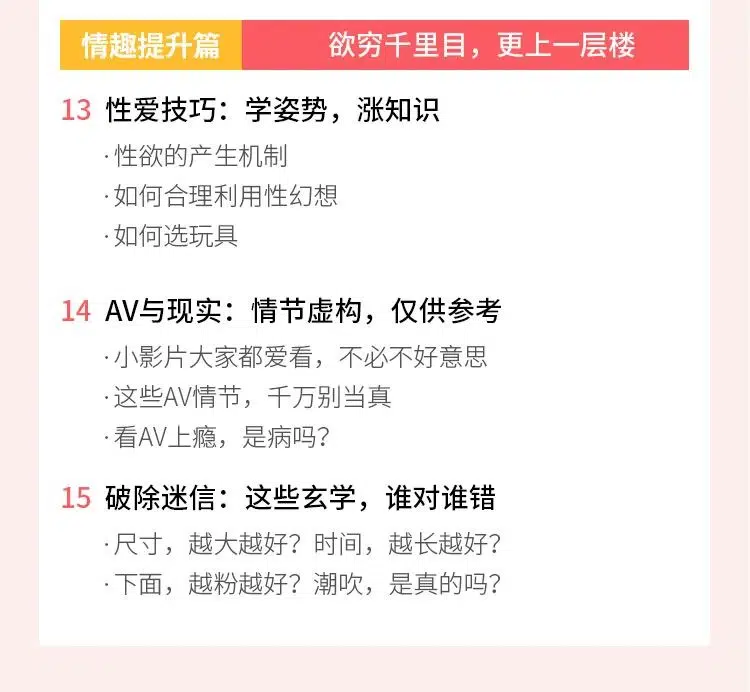 情趣提升篇 欲穷千里目，更上一层楼
13 性爱技巧：学姿势，涨知识
·性欲的产生机制
·如何合理利用性幻想
·如何选玩具
14 AV与现实：情节虚构，仅供参考
·小影片大家都爱看，不必不好意思
·这些AV情节，千万别当真
·看AV上瘾，是病吗？
15 破除迷信：这些玄学，谁对谁错
·尺寸，越大越好？时间，越长越好？
·下面，越粉越好？潮吹，是真的吗？